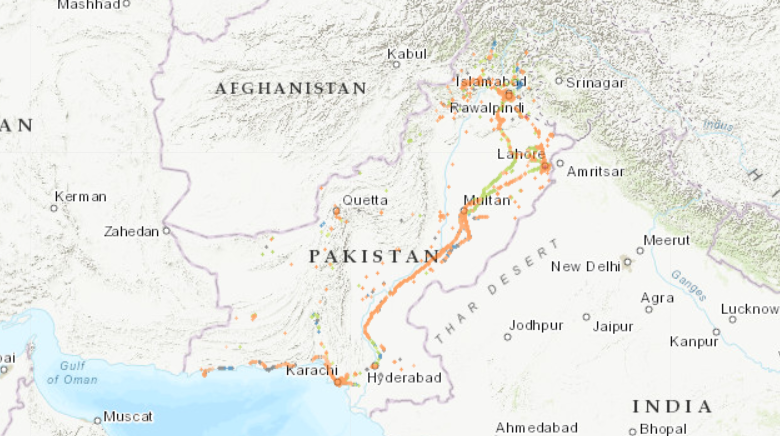 Mashhad
Kabul
AFGHANISTAN
Islamabad
Srinagar
Rawalpindi
AN
Indus
Lahore
Amritsar
H
Kerman
Quetta
Multan
Zahedan
PAKISTAN
Meerut
New Delhi
THAR DESERT
Ganges
Agra
Lucknow
Jodhpur
Jaipur
Kanpur
bai
Gulf
of Oman
Karachi
Hyderabad
Muscat
INDIA
Ahmedabad
Bhopal